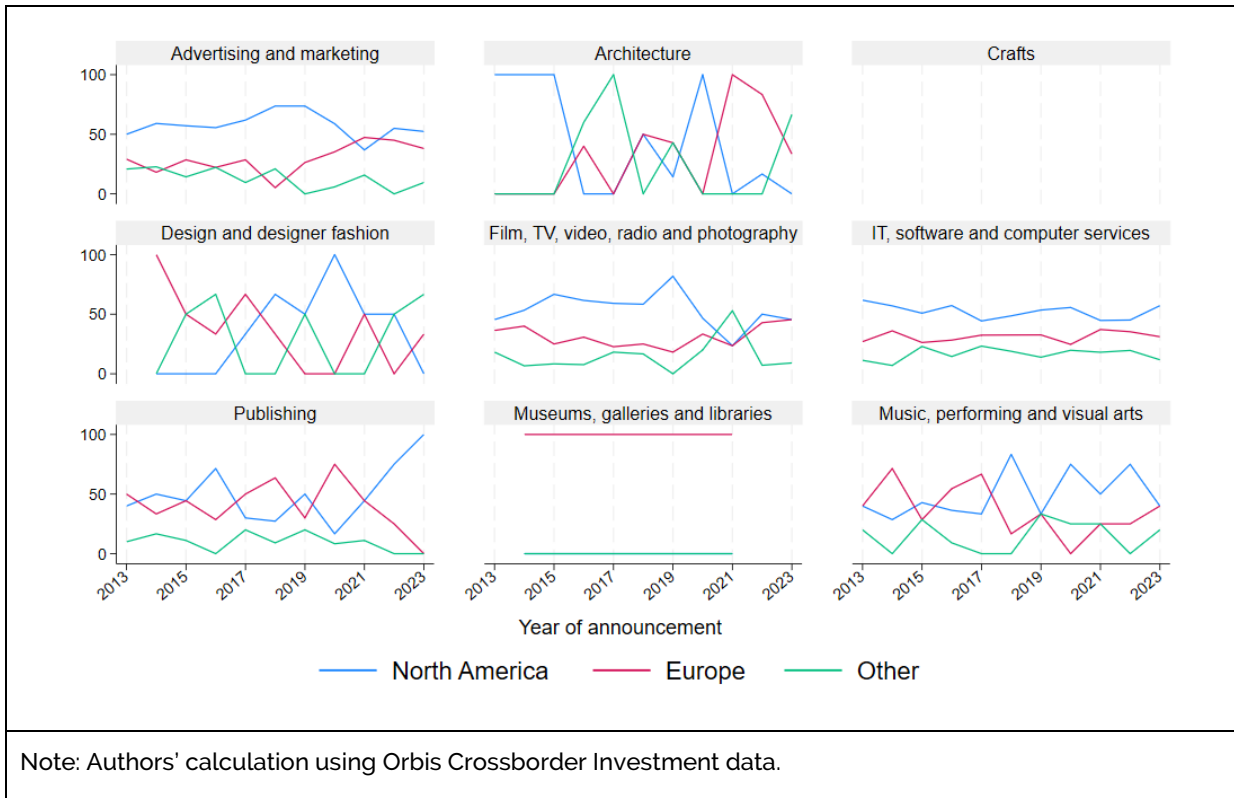 Advertising and marketing
Architecture
Crafts
100
50
0
Design and designer fashion
Film, TV, video, radio and photography
IT, software and computer services
100
50
0
Publishing
Museums, galleries and libraries
Music, performing and visual arts
100
50
0
2013 2015 2017 2019 2021 2023
2013 2015 2017 2019 2021 2023
2013 2015 2017 2019 2021 2023
Year of announcement
North America Europe Other
Note: Authors’ calculation using Orbis Crossborder Investment data.